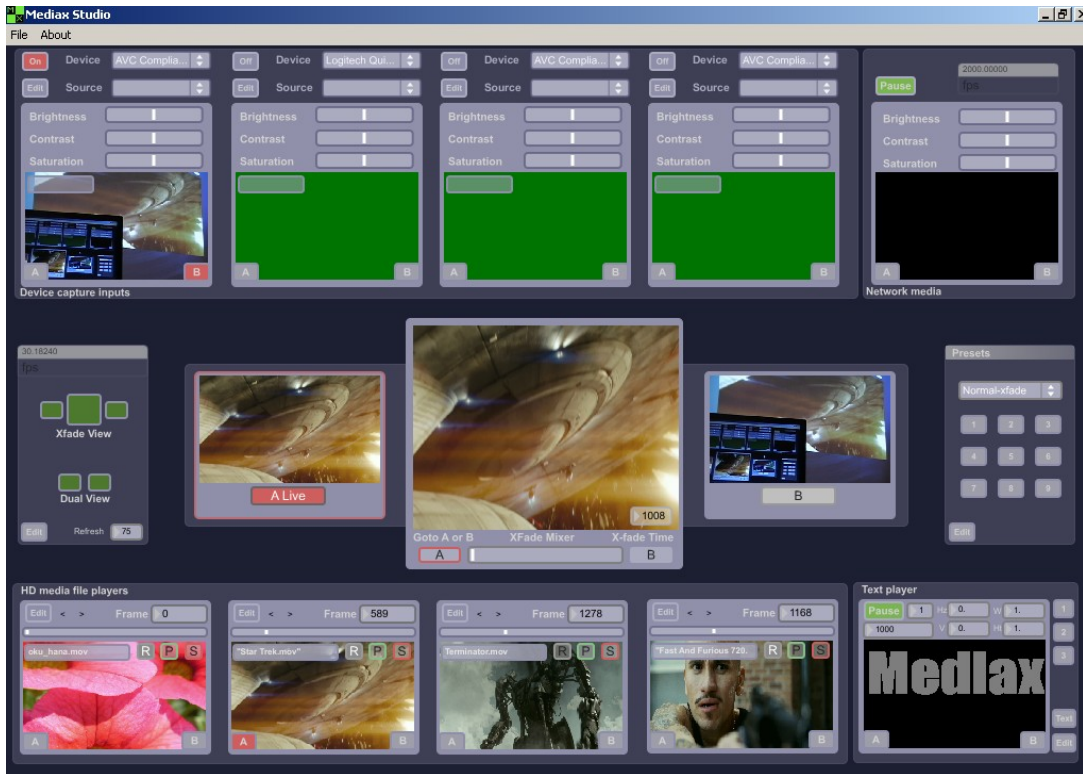 Mediax Studio
File About
On Device AVC Complia... Off Device Logitech Qui... Off Device AVC Complia... Off Device AVC Complia...
2000.00000
Edit Source Edit Source Edit Source Edit Source Pause fps
Brightness Brightness Brightness Brightness Brightness
Contrast Contrast Contrast Contrast Contrast
Saturation Saturation Saturation Saturation Saturation
A B A B A B A B A B
Device capture inputs Network media
30.18240 Presets
fps
Normal-xfade
1 2 3
Xfade View
4 5 6
7 8 9
Dual View A Live B
1008
Edit Refresh 75 Goto A or B XFade Mixer X-fade Time Edit
A B
HD media file players Text player
Edit < > Frame 0 Edit < > Frame 589 Edit < > Frame 1278 Edit < > Frame 1168 Pause 1 Hz 0. W 1. 1
1000 V 0. Ht 1. 2
oku_hana.mov R P S "Star Trek.mov" R P S Terminator.mov R P S "Fast And Furious 720. R P S 3
Mediax
Text
A B A B A B A B A B Edit